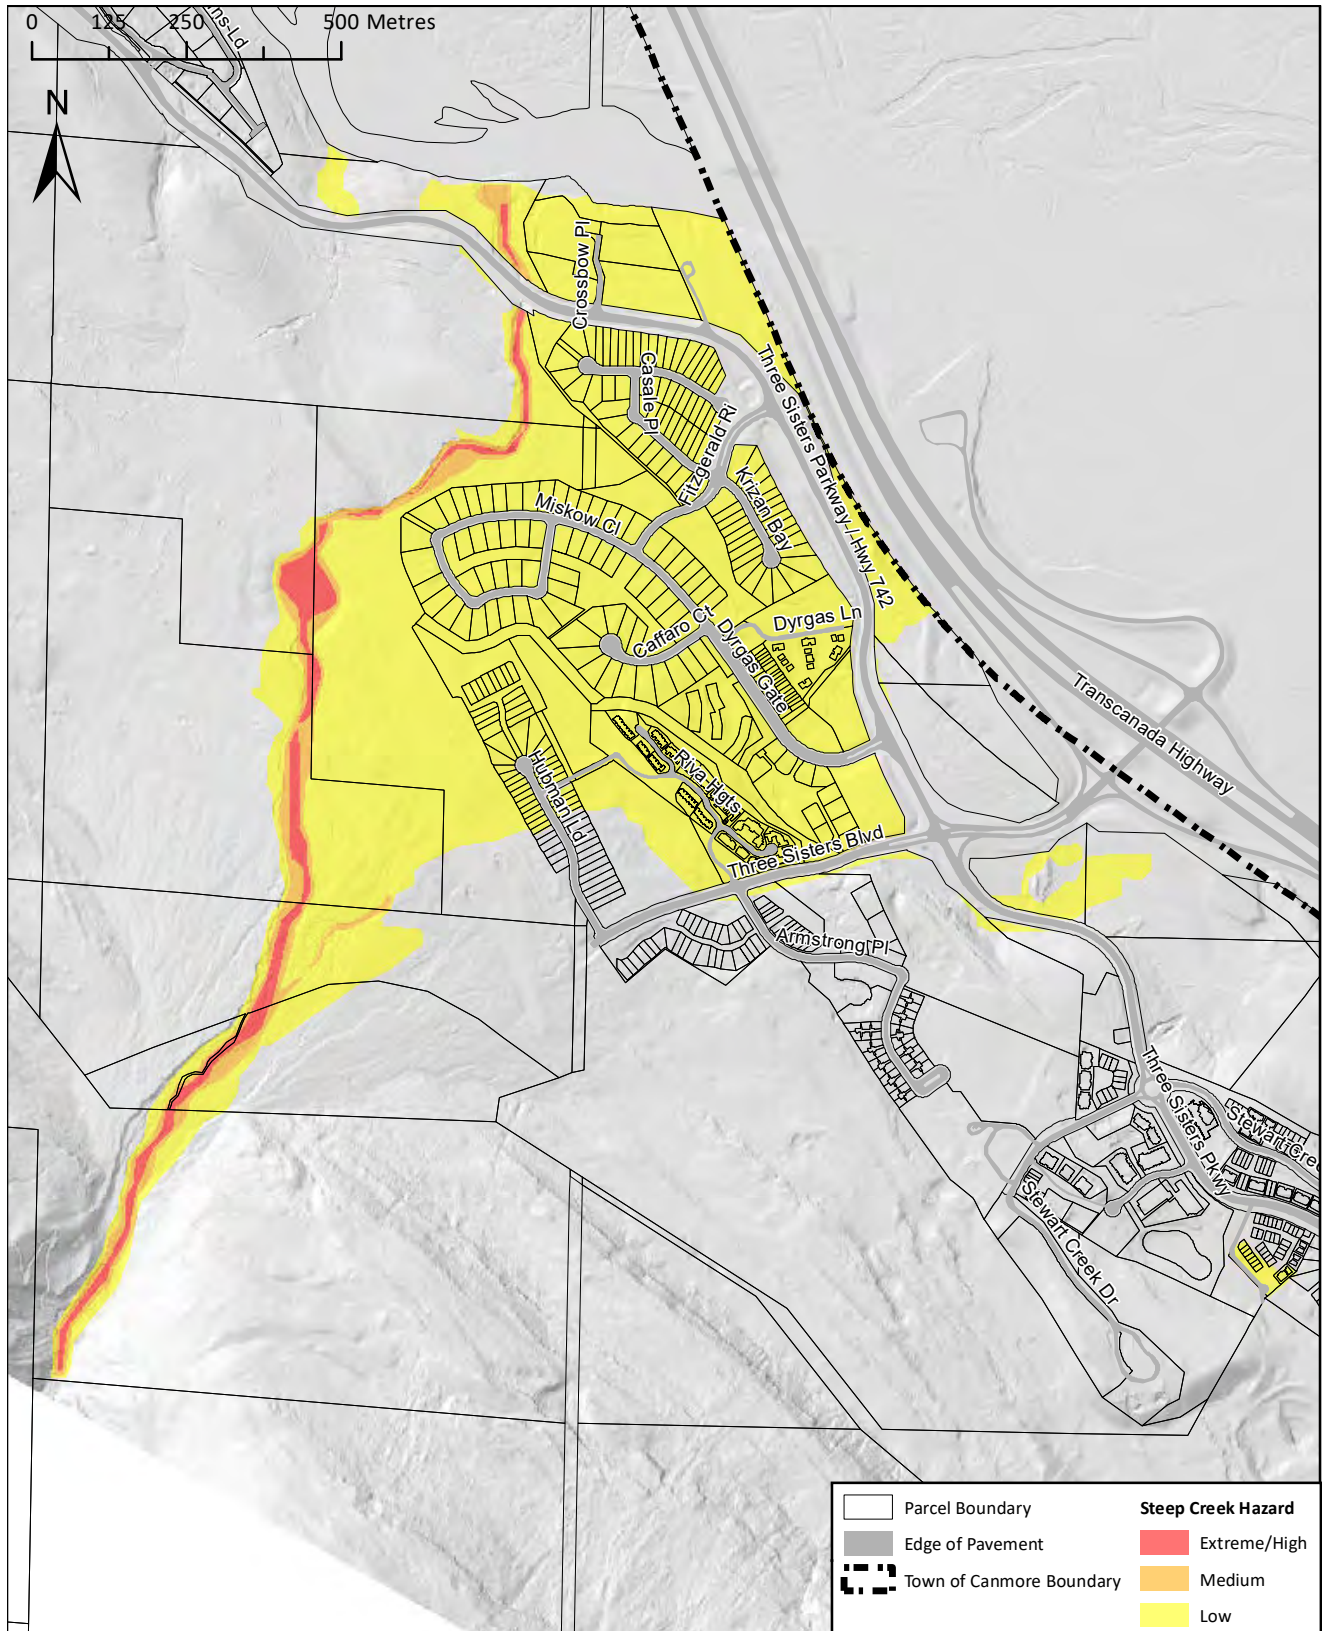 0 125 250 500 Metres
N
Crossbow Pl
Casale Pl
Fitzgerald Ri
Three Sisters Parkway / Hwy 742
Krizan Bay
Miskow Cl
Dyrgas Ln
Caffaro Ct
Dyrgas Gate
Transcanada Highway
Riva Hgts
Hubman Ld
Three Sisters Blvd
Armstrong Pl
Three Sisters Pkwy
Stewart Cree
Stewart Creek Dr
Parcel Boundary
Edge of Pavement
Town of Canmore Boundary
Steep Creek Hazard
Extreme/High
Medium
Low